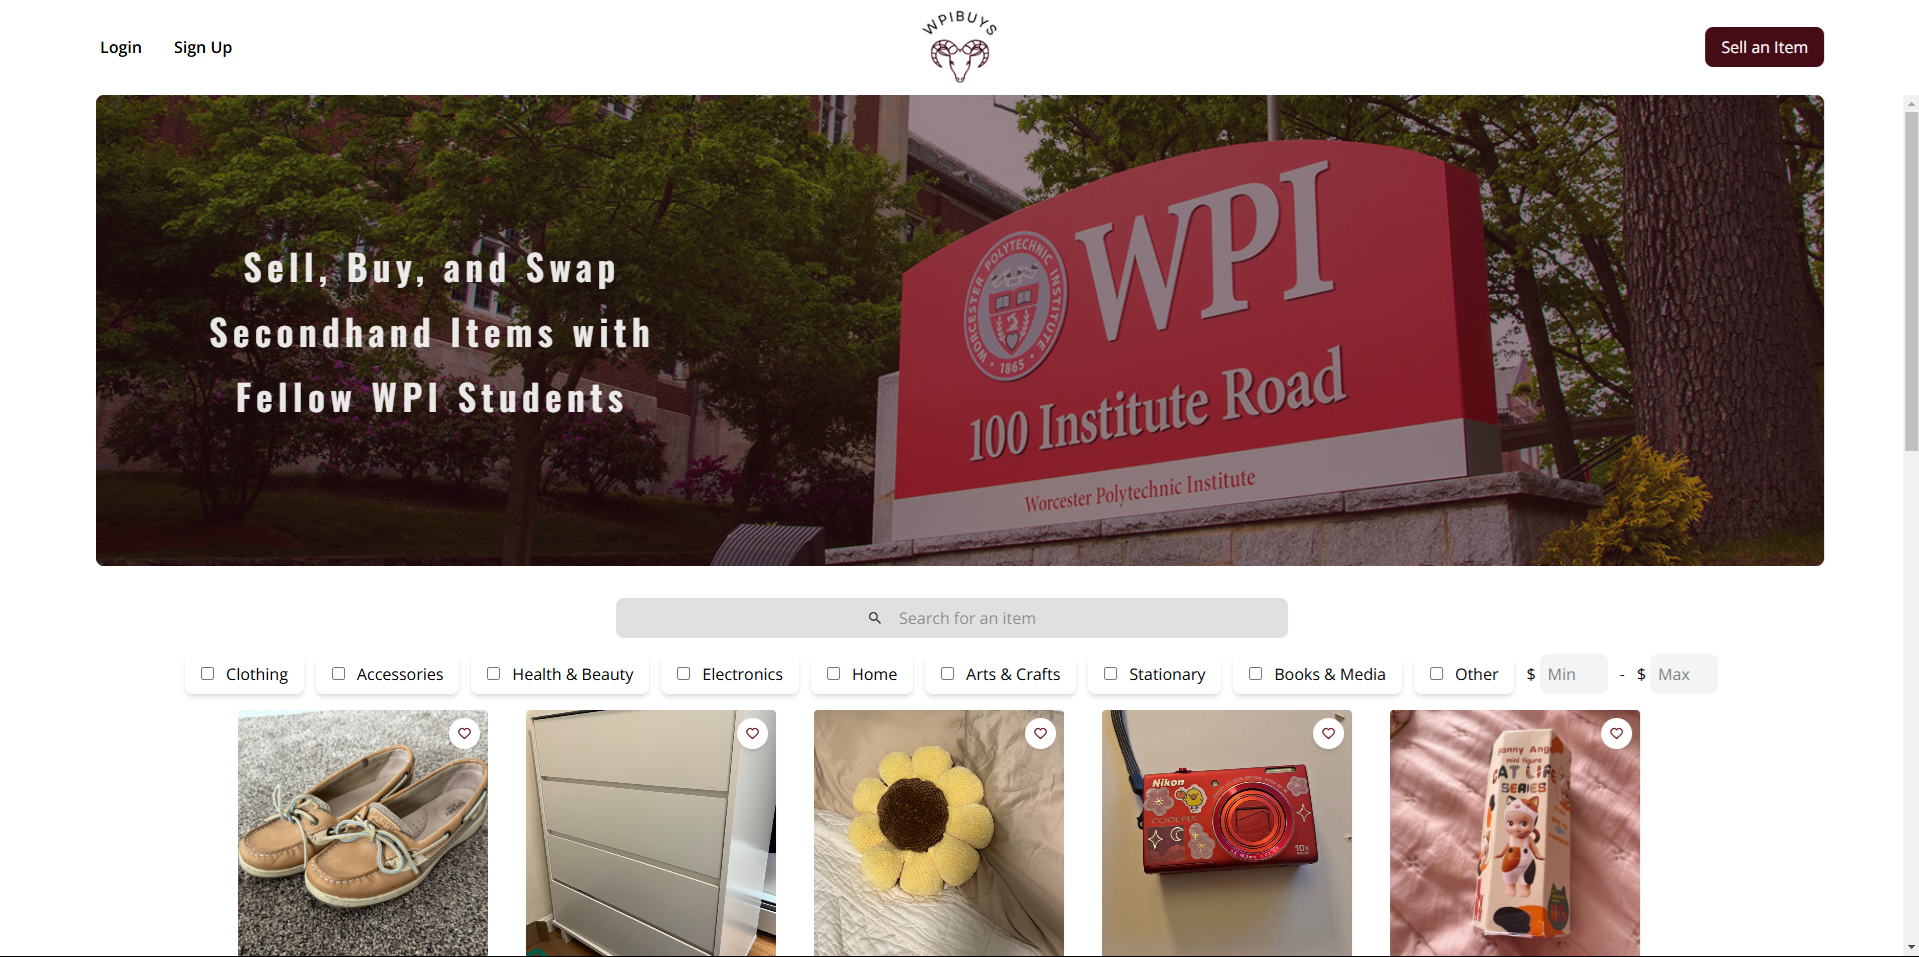 Login
Sign Up
WPIBUYS
Sell an Item
Sell, Buy, and Swap
Secondhand Items with
Fellow WPI Students
WORCESTER POLYTECHNIC INSTITUTE
1865
WPI
100 Institute Road
Worcester Polytechnic Institute
Search for an item
Clothing
Accessories
Health & Beauty
Electronics
Home
Arts & Crafts
Stationary
Books & Media
Other
$ Min - $ Max
Nikon
COOLPIX
10x
mini figure
CAT LIFE
SERIES